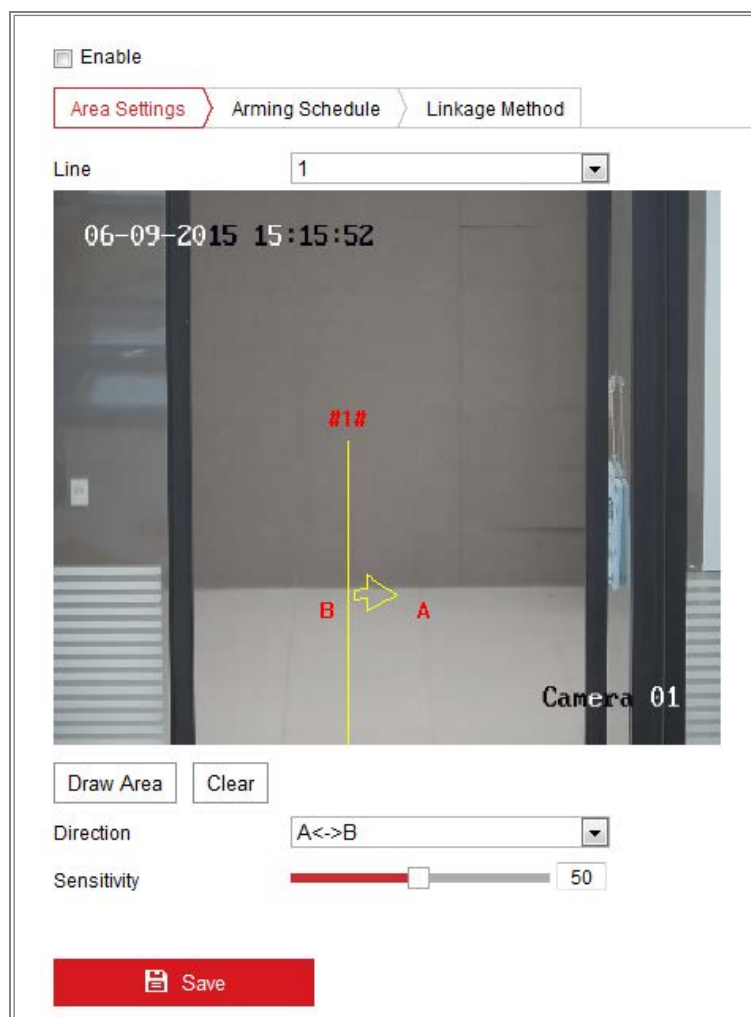 Enable
Area Settings Arming Schedule Linkage Method
Line 1
06-09-2015 15:15:52
#1#
B A
Camera 01
Draw Area Clear
Direction A<->B
Sensitivity 50
Save